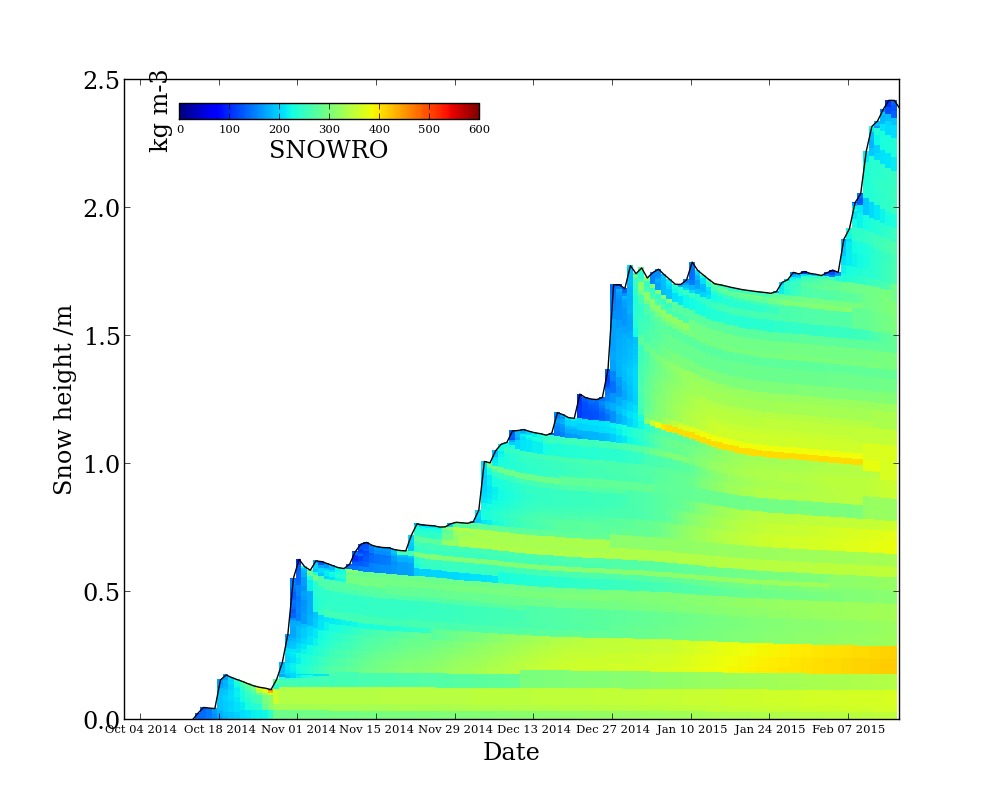 2.5
kg m-3
0 100 200 300 400 500 600
SNOWRO
2.0
1.5
Snow height /m
1.0
0.5
0.0
Oct 04 2014 Oct 18 2014 Nov 01 2014 Nov 15 2014 Nov 29 2014 Dec 13 2014 Dec 27 2014 Jan 10 2015 Jan 24 2015 Feb 07 2015
Date